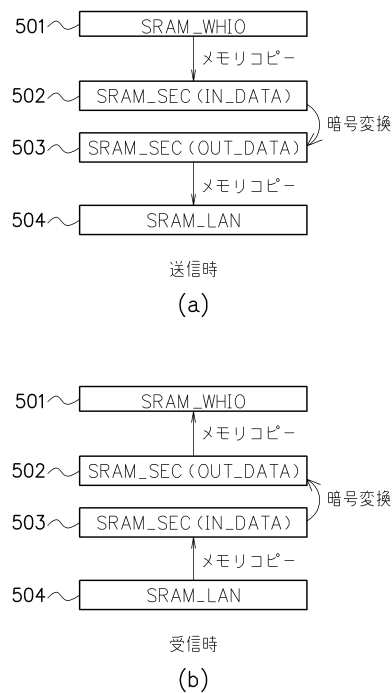 501 SRAM_WHIO
メモリコピー
502 SRAM_SEC(IN_DATA)
暗号変換
503 SRAM_SEC(OUT_DATA)
メモリコピー
504 SRAM_LAN
送信時
(a)
501 SRAM_WHIO
メモリコピー
502 SRAM_SEC(OUT_DATA)
暗号変換
503 SRAM_SEC(IN_DATA)
メモリコピー
504 SRAM_LAN
受信時
(b)